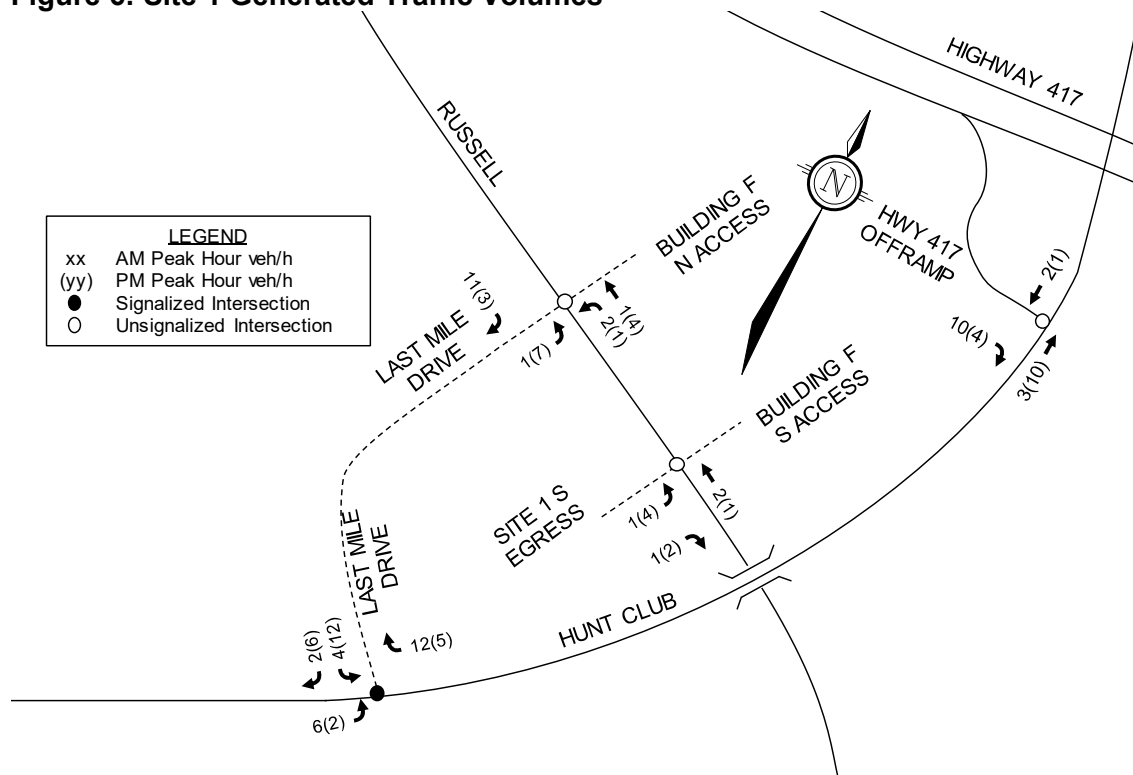 Figure 6: Site 1 Generated Traffic Volumes
HIGHWAY 417
RUSSELL
BUILDING F
N ACCESS
N
HWY 417
OFFRAMP
LEGEND
xx AM Peak Hour veh/h
(yy) PM Peak Hour veh/h
Signalized Intersection
Unsignalized Intersection
11(3)
1(4)
2(1)
1(7)
2(1)
10(4)
3(10)
LAST MILE
DRIVE
BUILDING F
S ACCESS
SITE 1 S
EGRESS
1(4)
2(1)
1(2)
LAST MILE
DRIVE
HUNT CLUB
2(6)
4(12)
12(5)
6(2)